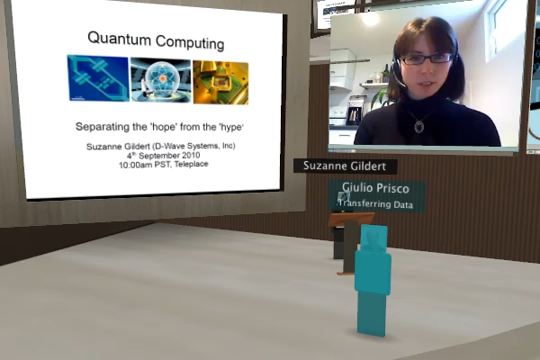 Quantum Computing
Separating the 'hope' from the 'hype'
Suzanne Gildert (D-Wave Systems, Inc)
4th September 2010
10:00am PST, Teleplace
Suzanne Gildert
Giulio Prisco
Transferring Data